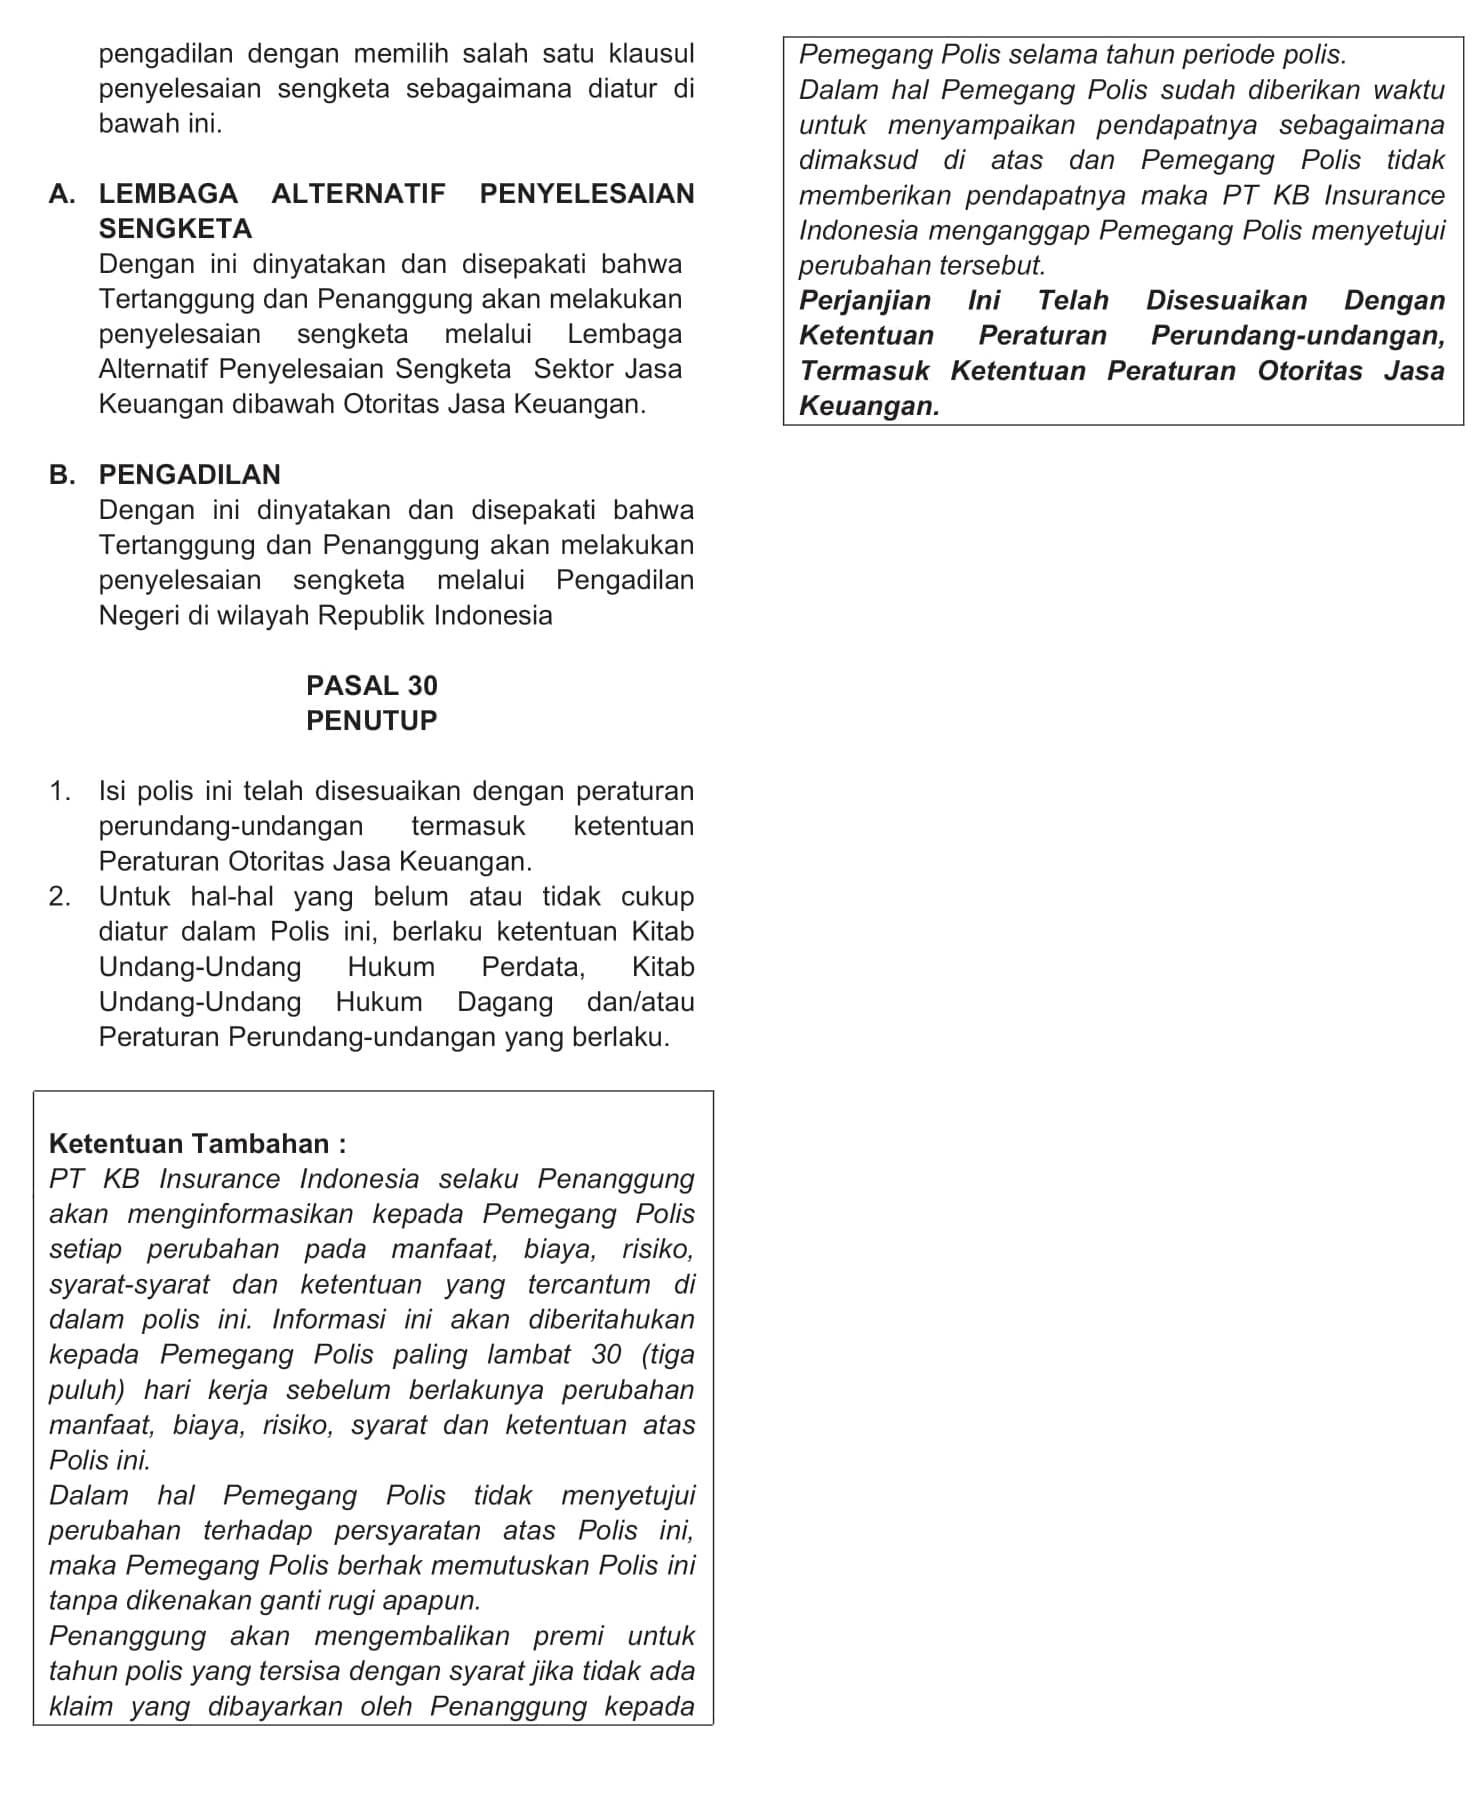 pengadilan dengan memilih salah satu klausul
penyelesaian sengketa sebagaimana diatur di
bawah ini.
A. LEMBAGA ALTERNATIF PENYELESAIAN
SENGKETA
Dengan ini dinyatakan dan disepakati bahwa
Tertanggung dan Penanggung akan melakukan
penyelesaian sengketa melalui Lembaga
Alternatif Penyelesaian Sengketa Sektor Jasa
Keuangan dibawah Otoritas Jasa Keuangan.
B. PENGADILAN
Dengan ini dinyatakan dan disepakati bahwa
Tertanggung dan Penanggung akan melakukan
penyelesaian sengketa melalui Pengadilan
Negeri di wilayah Republik Indonesia
PASAL 30
PENUTUP
1. Isi polis ini telah disesuaikan dengan peraturan
perundang-undangan termasuk ketentuan
Peraturan Otoritas Jasa Keuangan.
2. Untuk hal-hal yang belum atau tidak cukup
diatur dalam Polis ini, berlaku ketentuan Kitab
Undang-Undang Hukum Perdata, Kitab
Undang-Undang Hukum Dagang dan/atau
Peraturan Perundang-undangan yang berlaku.
Ketentuan Tambahan :
PT KB Insurance Indonesia selaku Penanggung
akan menginformasikan kepada Pemegang Polis
setiap perubahan pada manfaat, biaya, risiko,
syarat-syarat dan ketentuan yang tercantum di
dalam polis ini. Informasi ini akan diberitahukan
kepada Pemegang Polis paling lambat 30 (tiga
puluh) hari kerja sebelum berlakunya perubahan
manfaat, biaya, risiko, syarat dan ketentuan atas
Polis ini.
Dalam hal Pemegang Polis tidak menyetujui
perubahan terhadap persyaratan atas Polis ini,
maka Pemegang Polis berhak memutuskan Polis ini
tanpa dikenakan ganti rugi apapun.
Penanggung akan mengembalikan premi untuk
tahun polis yang tersisa dengan syarat jika tidak ada
klaim yang dibayarkan oleh Penanggung kepada
Pemegang Polis selama tahun periode polis.
Dalam hal Pemegang Polis sudah diberikan waktu
untuk menyampaikan pendapatnya sebagaimana
dimaksud di atas dan Pemegang Polis tidak
memberikan pendapatnya maka PT KB Insurance
Indonesia menganggap Pemegang Polis menyetujui
perubahan tersebut.
Perjanjian Ini Telah Disesuaikan Dengan
Ketentuan Peraturan Perundang-undangan,
Termasuk Ketentuan Peraturan Otoritas Jasa
Keuangan.